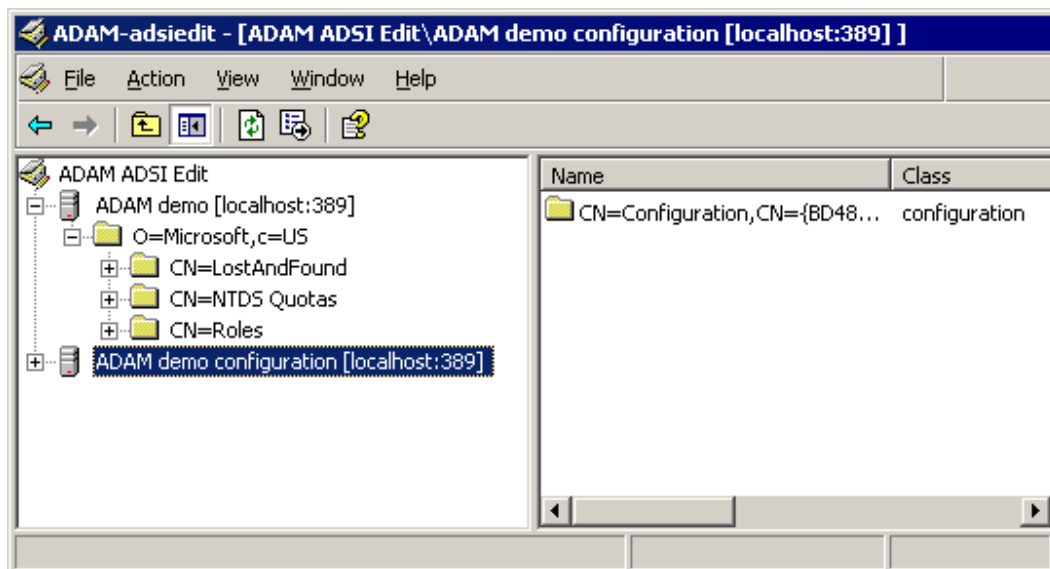 ADAM-adsiedit - [ADAM ADSI Edit\ADAM demo configuration [localhost:389] ]
File Action View Window Help
ADAM ADSI Edit
ADAM demo [localhost:389]
O=Microsoft,c=US
CN=LostAndFound
CN=NTDS Quotas
CN=Roles
ADAM demo configuration [localhost:389]
Name Class
CN=Configuration,CN={BD48... configuration